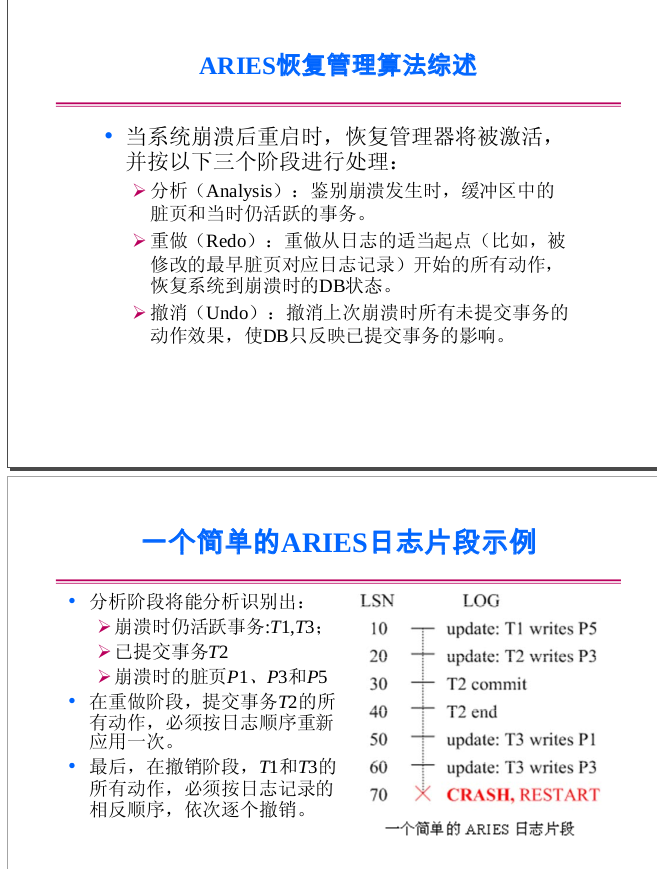 ARIES恢复管理算法综述
• 当系统崩溃后重启时，恢复管理器将被激活，
并按以下三个阶段进行处理：
➢ 分析（Analysis）：鉴别崩溃发生时，缓冲区中的
脏页和当时仍活跃的事务。
➢ 重做（Redo）：重做从日志的适当起点（比如，被
修改的最早脏页对应日志记录）开始的所有动作，
恢复系统到崩溃时的DB状态。
➢ 撤消（Undo）：撤消上次崩溃时所有未提交事务的
动作效果，使DB只反映已提交事务的影响。
一个简单的ARIES日志片段示例
• 分析阶段将能分析识别出：
➢ 崩溃时仍活跃事务:T1,T3；
➢ 已提交事务T2
➢ 崩溃时的脏页P1、P3和P5
• 在重做阶段，提交事务T2的所
有动作，必须按日志顺序重新
应用一次。
• 最后，在撤销阶段，T1和T3的
所有动作，必须按日志记录的
相反顺序，依次逐个撤销。
LSN LOG
10 update: T1 writes P5
20 update: T2 writes P3
30 T2 commit
40 T2 end
50 update: T3 writes P1
60 update: T3 writes P3
70 CRASH, RESTART
一个简单的 ARIES 日志片段